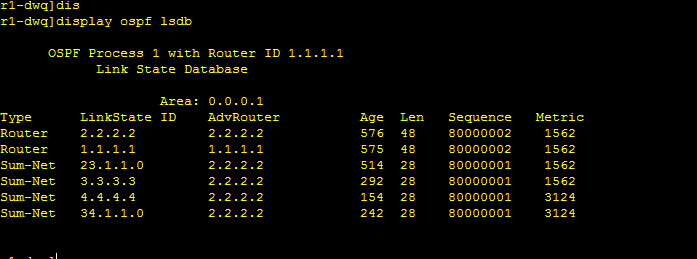 r1-dwq]dis
r1-dwq]display ospf lsdb
OSPF Process 1 with Router ID 1.1.1.1
Link State Database
Area: 0.0.0.1
Type LinkState ID AdvRouter Age Len Sequence Metric
Router 2.2.2.2 2.2.2.2 576 48 80000002 1562
Router 1.1.1.1 1.1.1.1 575 48 80000002 1562
Sum-Net 23.1.1.0 2.2.2.2 514 28 80000001 1562
Sum-Net 3.3.3.3 2.2.2.2 292 28 80000001 1562
Sum-Net 4.4.4.4 2.2.2.2 154 28 80000001 3124
Sum-Net 34.1.1.0 2.2.2.2 242 28 80000001 3124